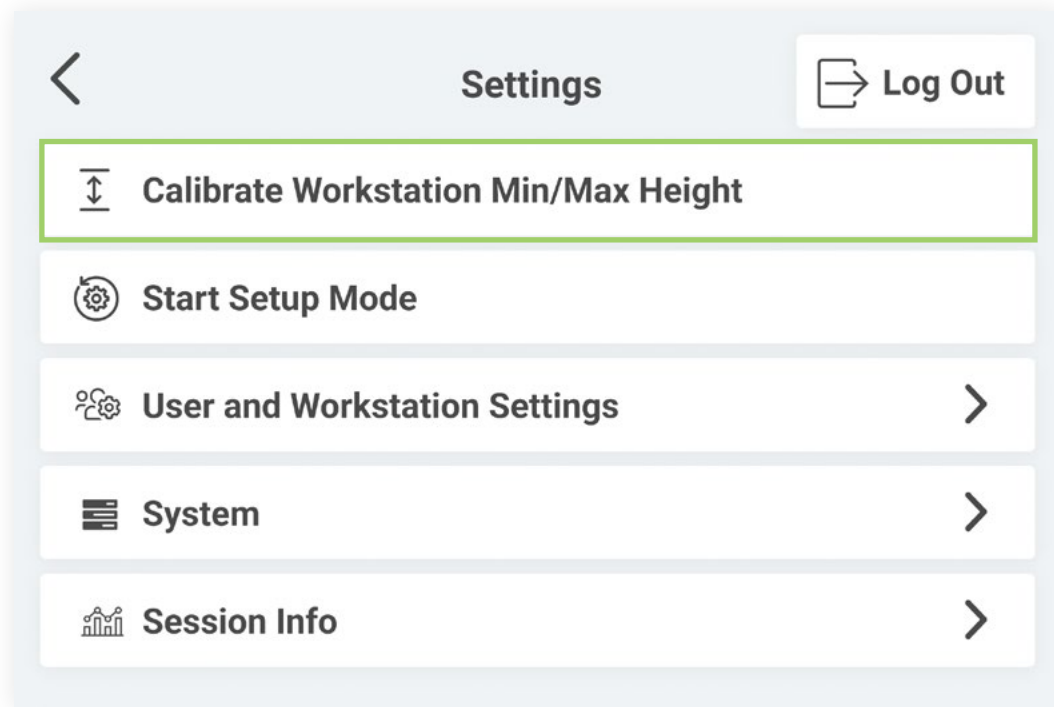 Settings
Log Out
Calibrate Workstation Min/Max Height
Start Setup Mode
User and Workstation Settings
System
Session Info